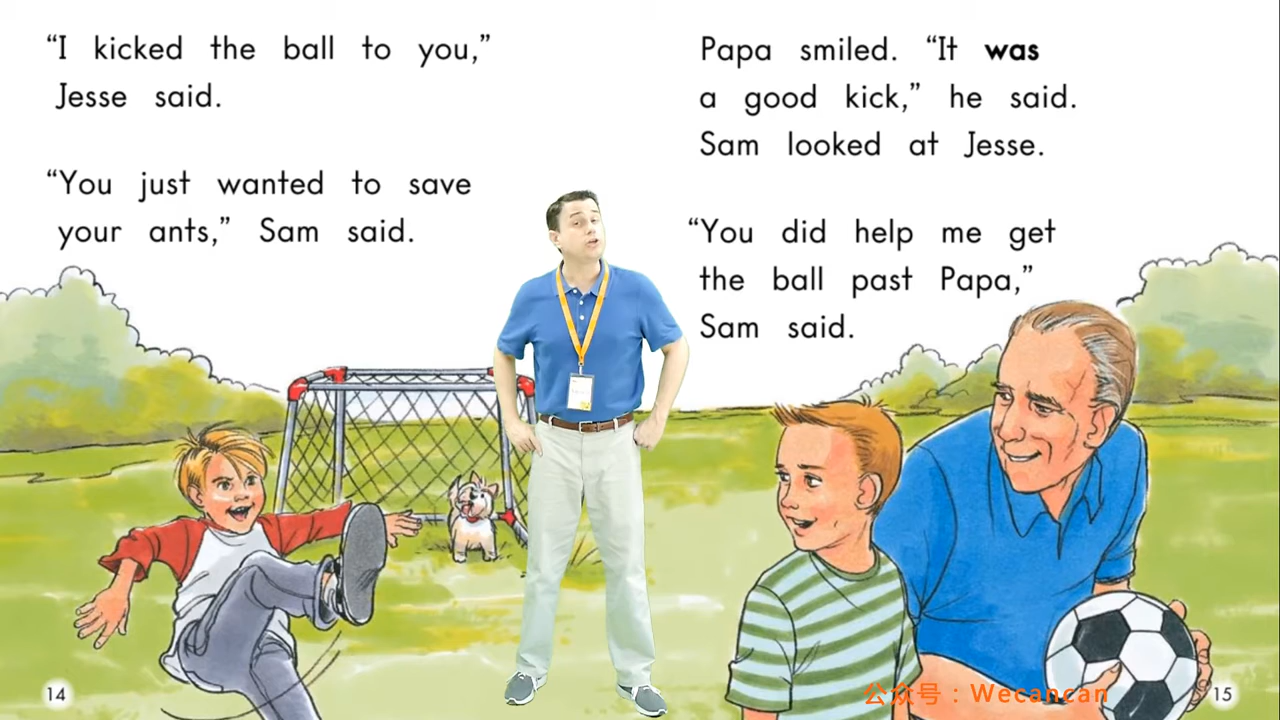 “I kicked the ball to you,”
Jesse said.
“You just wanted to save
your ants,” Sam said.
14
Papa smiled. “It was
a good kick,” he said.
Sam looked at Jesse.
“You did help me get
the ball past Papa,”
Sam said.
公众号：Wecancan
15